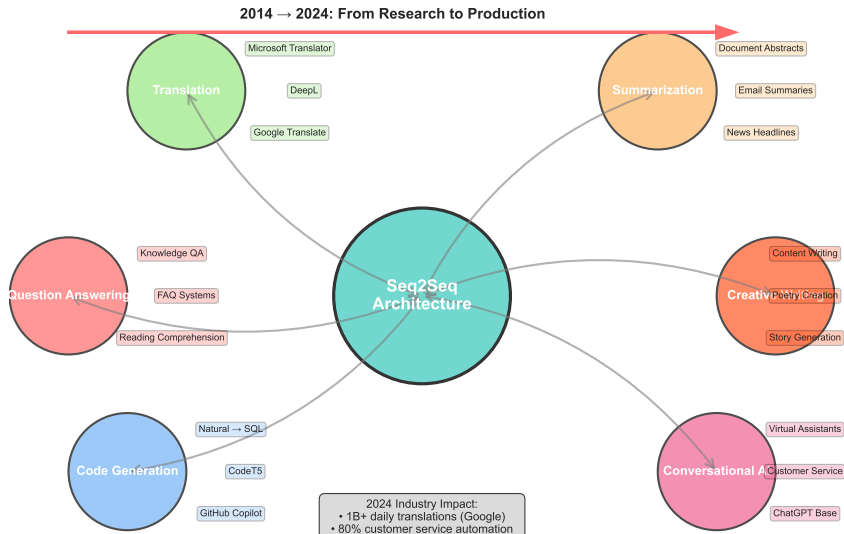 2014 → 2024: From Research to Production
Microsoft Translator
Translation
DeepL
Google Translate
Document Abstracts
Summarization
Email Summaries
News Headlines
Knowledge QA
Question Answering
FAQ Systems
Reading Comprehension
Seq2Seq
Architecture
Content Writing
Poetry Creation
Story Generation
Natural → SQL
Code Generation
CodeT5
GitHub Copilot
Virtual Assistants
Conversational
Customer Service
ChatGPT Base
2024 Industry Impact:
• 1B+ daily translations (Google)
• 80% customer service automation